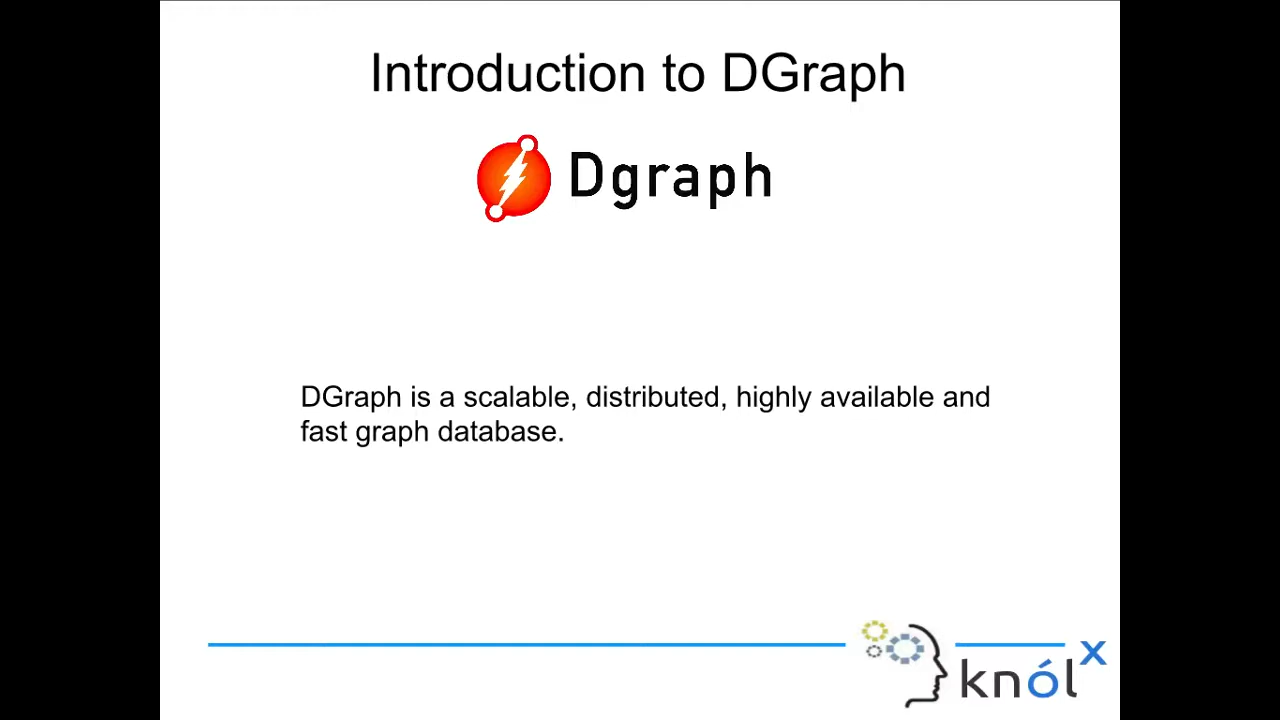 Introduction to DGraph
Dgraph
DGraph is a scalable, distributed, highly available and
fast graph database.
knólx